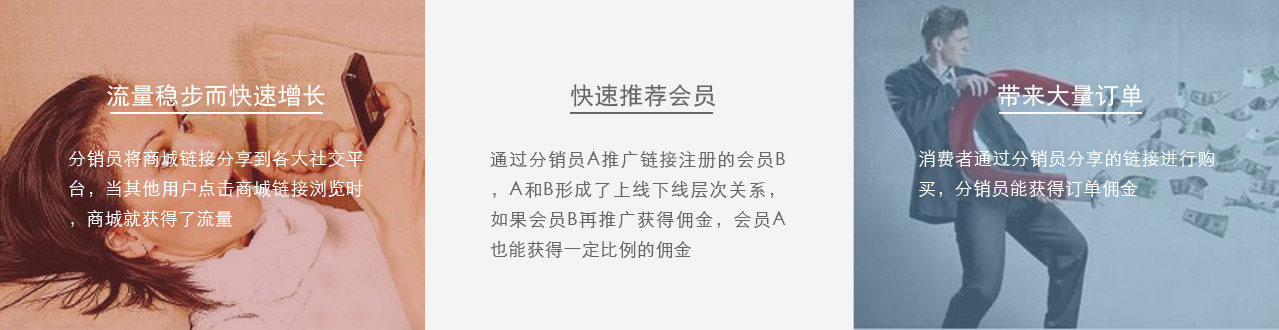 流量稳步而快速增长
分销员将商城链接分享到各大社交平
台，当其他用户点击商城链接浏览时
，商城就获得了流量
快速推荐会员
通过分销员A推广链接注册的会员B
，A和B形成了上线下线层次关系，
如果会员B再推广获得佣金，会员A
也能获得一定比例的佣金
带来大量订单
消费者通过分销员分享的链接进行购
买，分销员能获得订单佣金